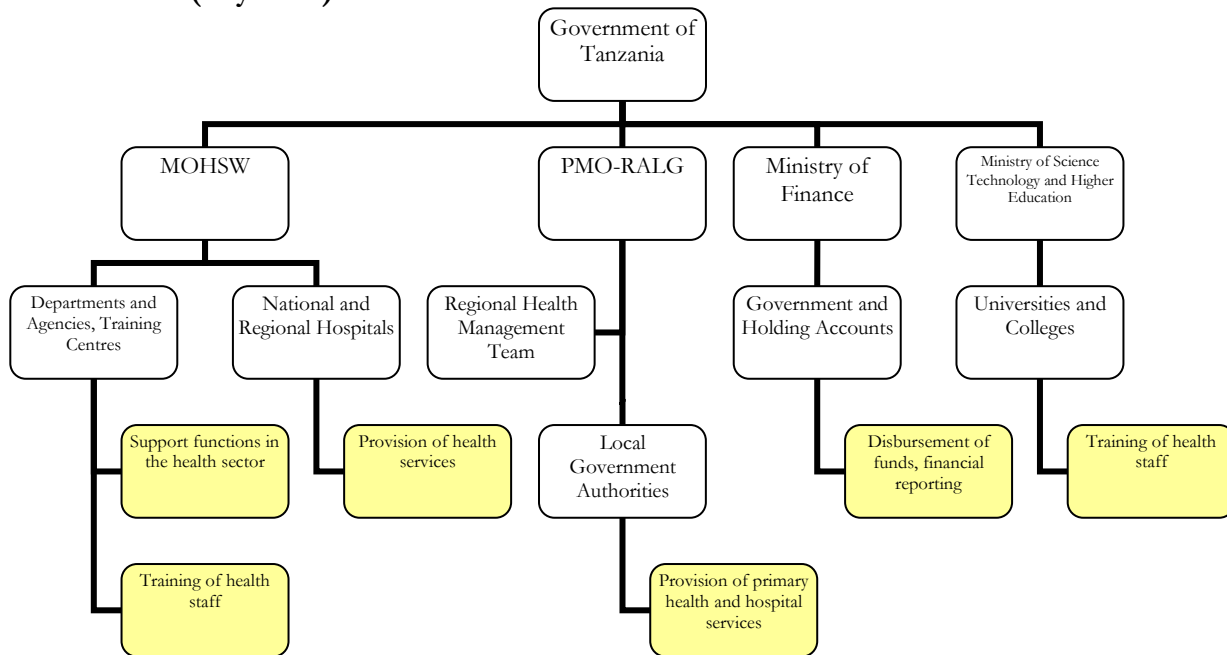 Government of
Tanzania
MOHSW
PMO-RALG
Ministry of
Finance
Ministry of Science
Technology and Higher
Education
Departments and
Agencies, Training
Centres
National and
Regional Hospitals
Regional Health
Management
Team
Government and
Holding Accounts
Universities and
Colleges
Support functions in
the health sector
Provision of health
services
Local
Government
Authorities
Disbursement of
funds, financial
reporting
Training of health
staff
Training of health
staff
Provision of primary
health and hospital
services